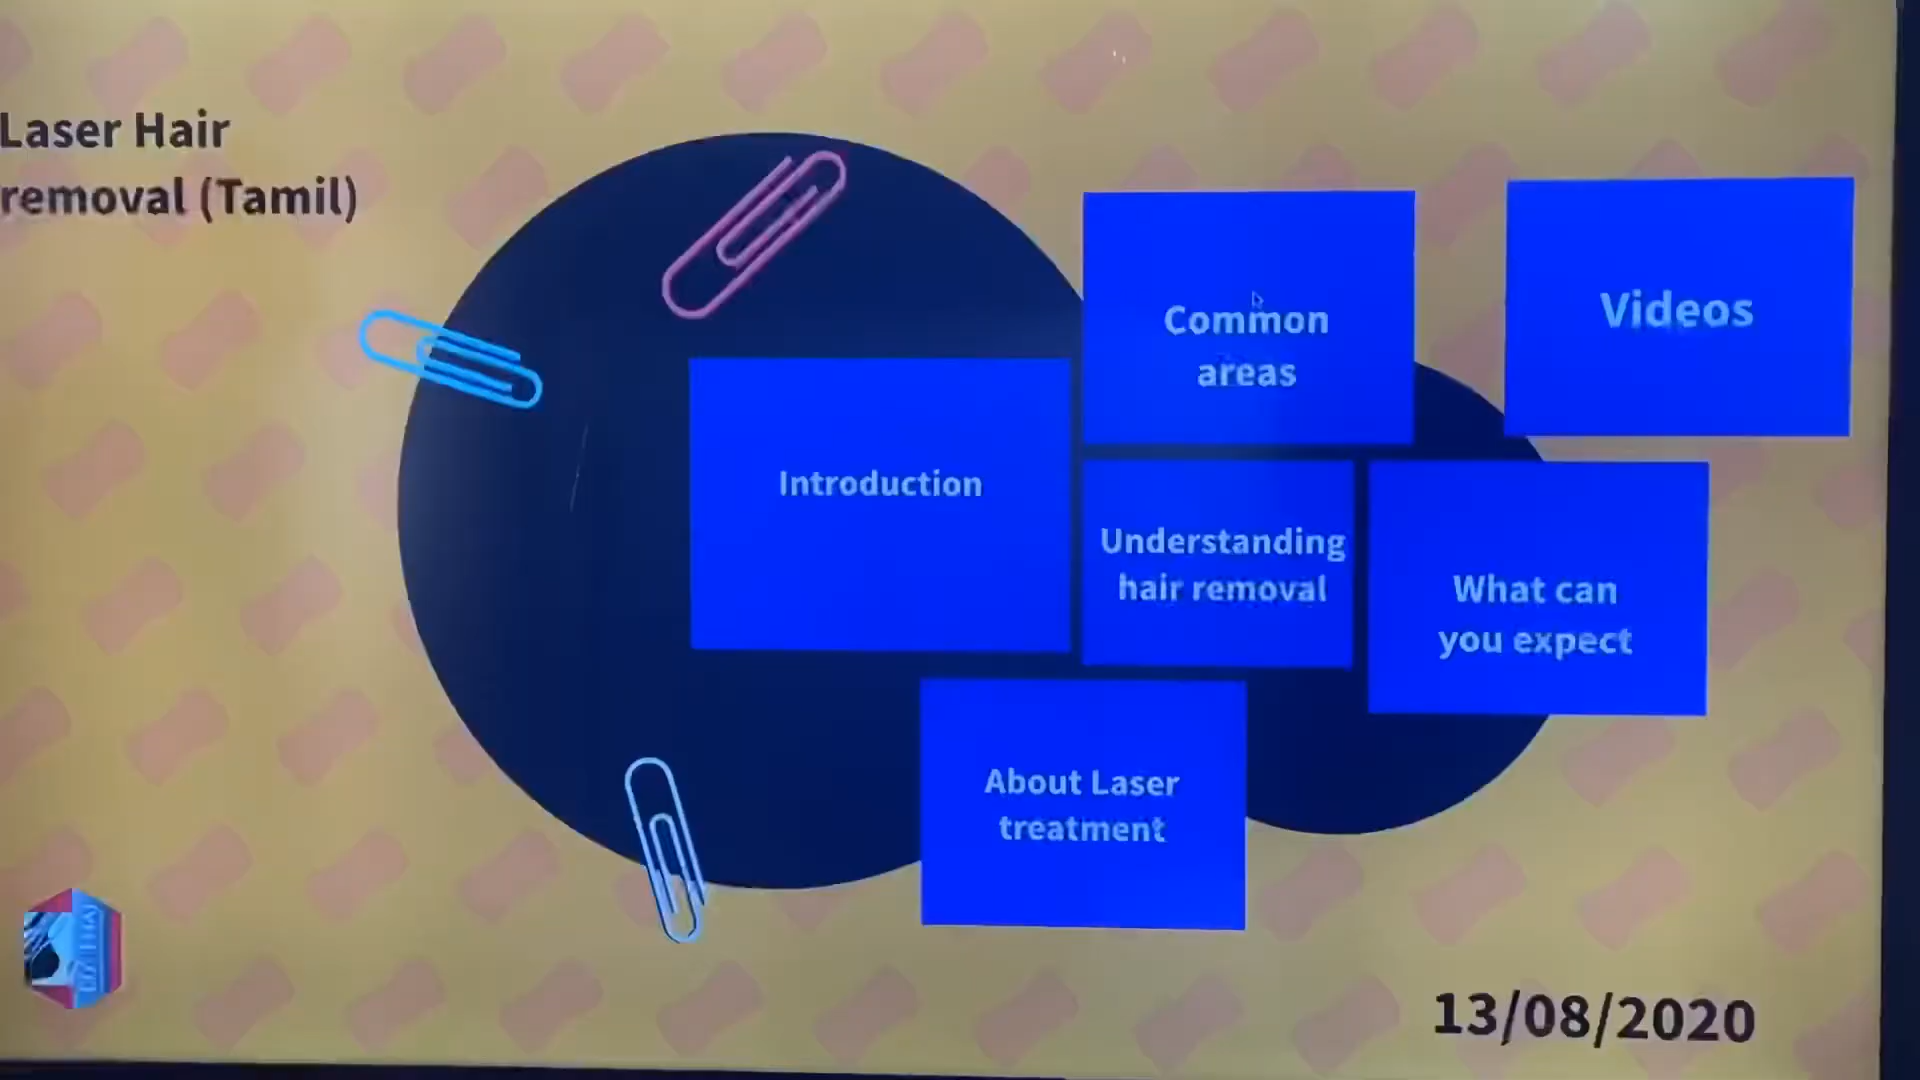 Laser Hair
removal (Tamil)
Common
areas
Videos
Introduction
Understanding
hair removal
What can
you expect
About Laser
treatment
13/08/2020